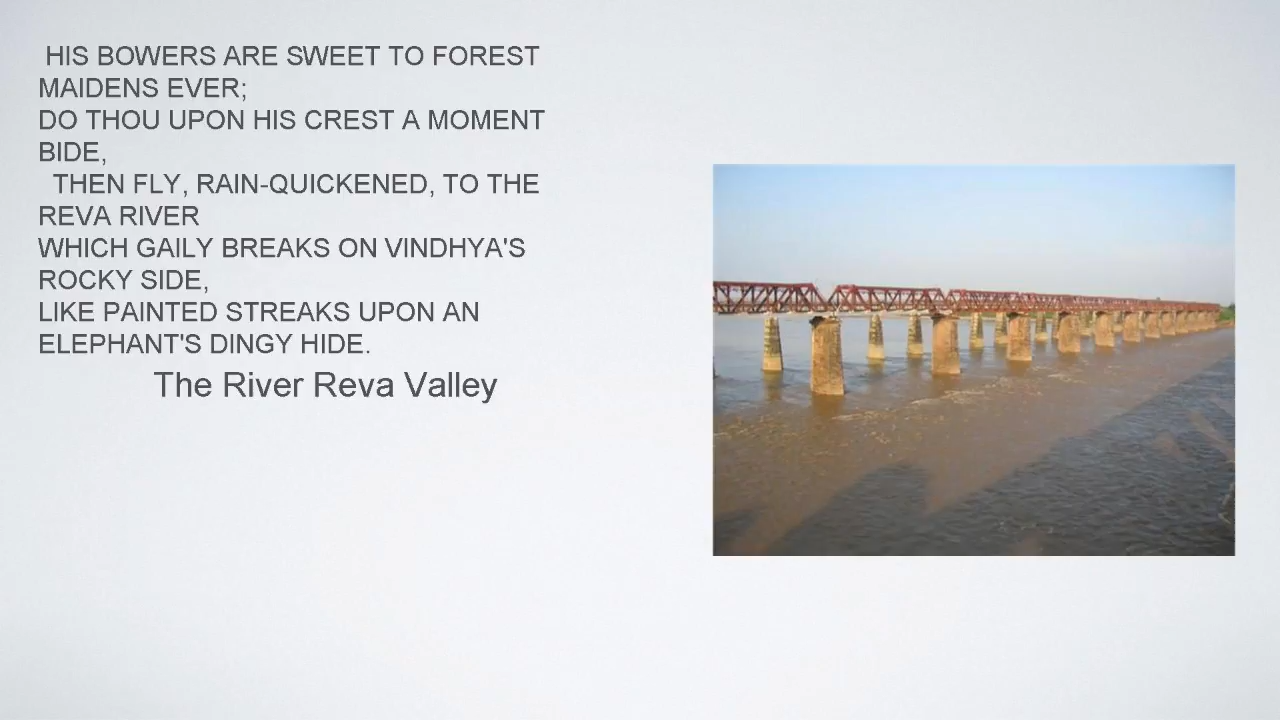 HIS BOWERS ARE SWEET TO FOREST
MAIDENS EVER;
DO THOU UPON HIS CREST A MOMENT
BIDE,
THEN FLY, RAIN-QUICKENED, TO THE
REVA RIVER
WHICH GAILY BREAKS ON VINDHYA'S
ROCKY SIDE,
LIKE PAINTED STREAKS UPON AN
ELEPHANT'S DINGY HIDE.
The River Reva Valley